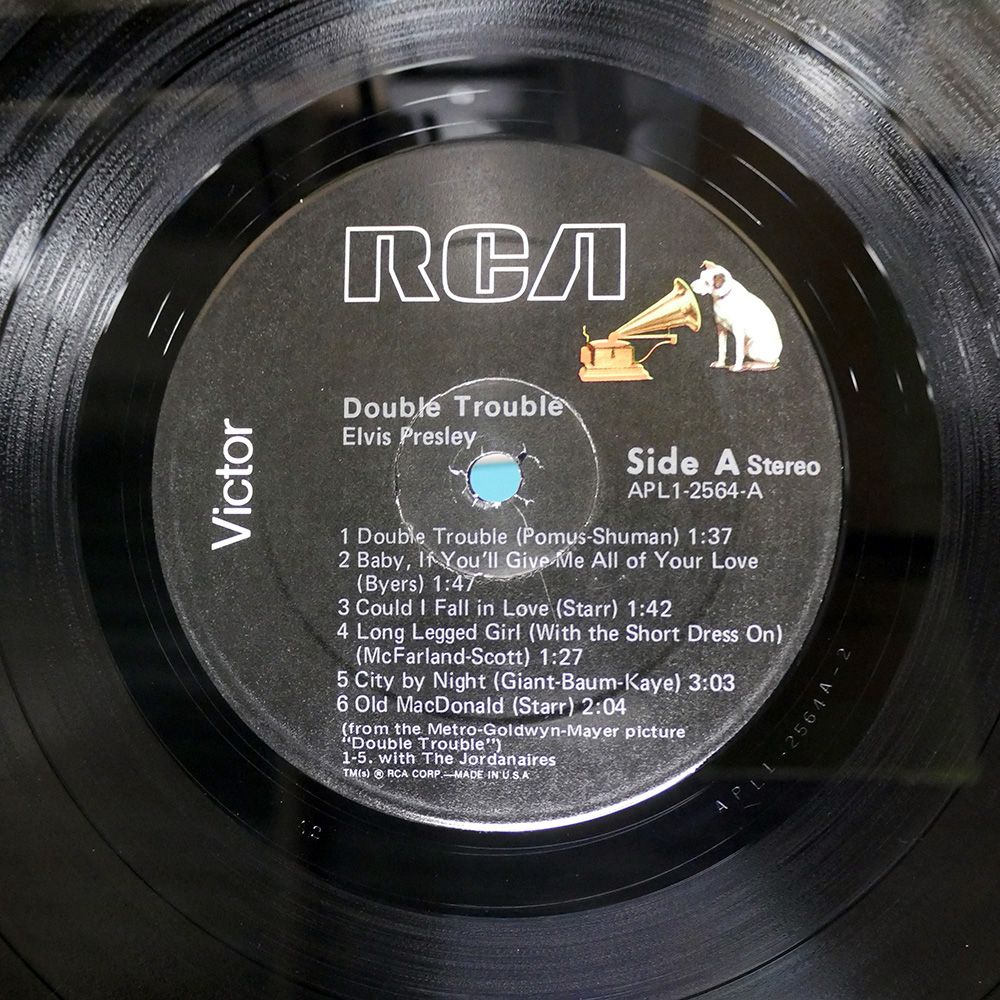 RCA
Victor
Double Trouble
Elvis Presley
Side A Stereo
APL1-2564-A
1 Double Trouble (Pomus-Shuman) 1:37
2 Baby, If You'll Give Me All of Your Love
(Byers) 1:47
3 Could I Fall in Love (Starr) 1:42
4 Long Legged Girl (With the Short Dress On)
(McFarland-Scott) 1:27
5 City by Night (Giant-Baum-Kaye) 3:03
6 Old MacDonald (Starr) 2:04
(from the Metro-Goldwyn-Mayer picture
"Double Trouble")
1-5. with The Jordanaires
TM(s) ® RCA CORP.—MADE IN U.S.A
APL1-2564A-2